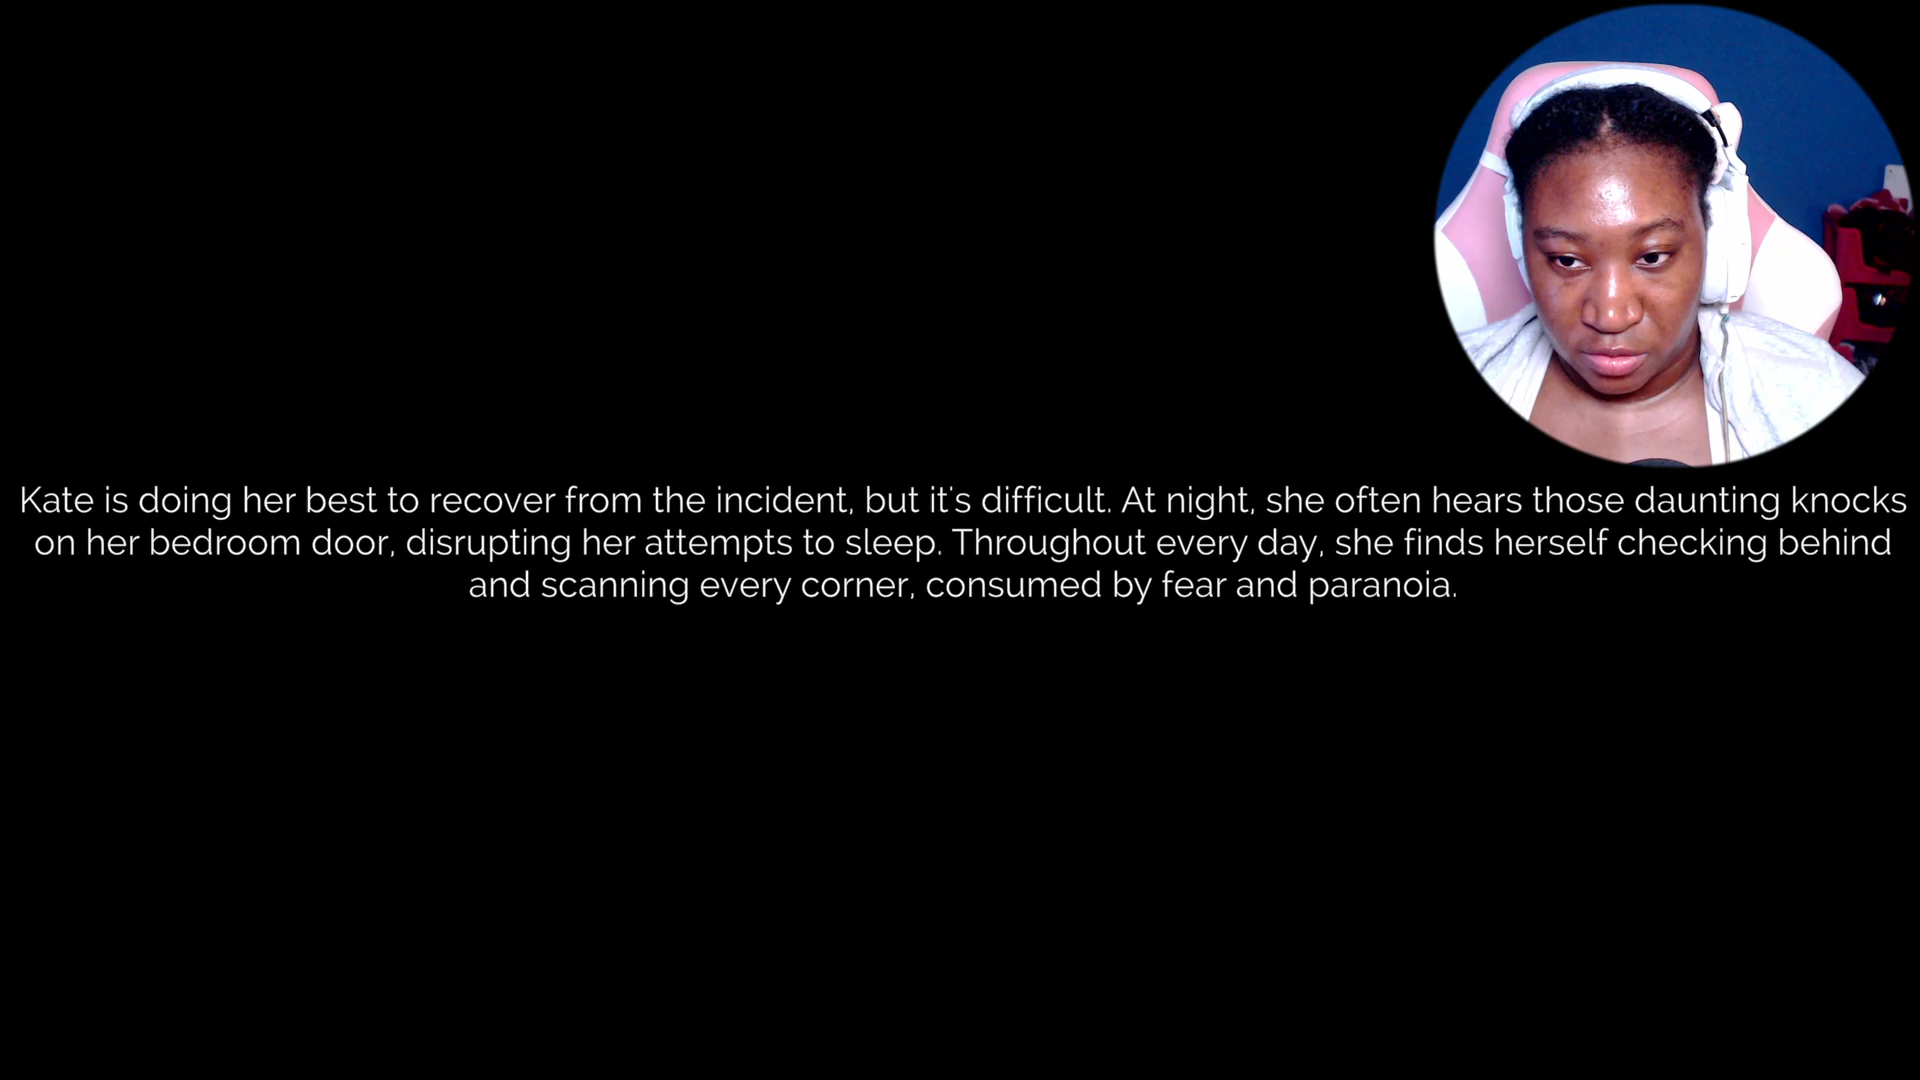 Kate is doing her best to recover from the incident, but it's difficult. At night, she often hears those daunting knocks
on her bedroom door, disrupting her attempts to sleep. Throughout every day, she finds herself checking behind
and scanning every corner, consumed by fear and paranoia.